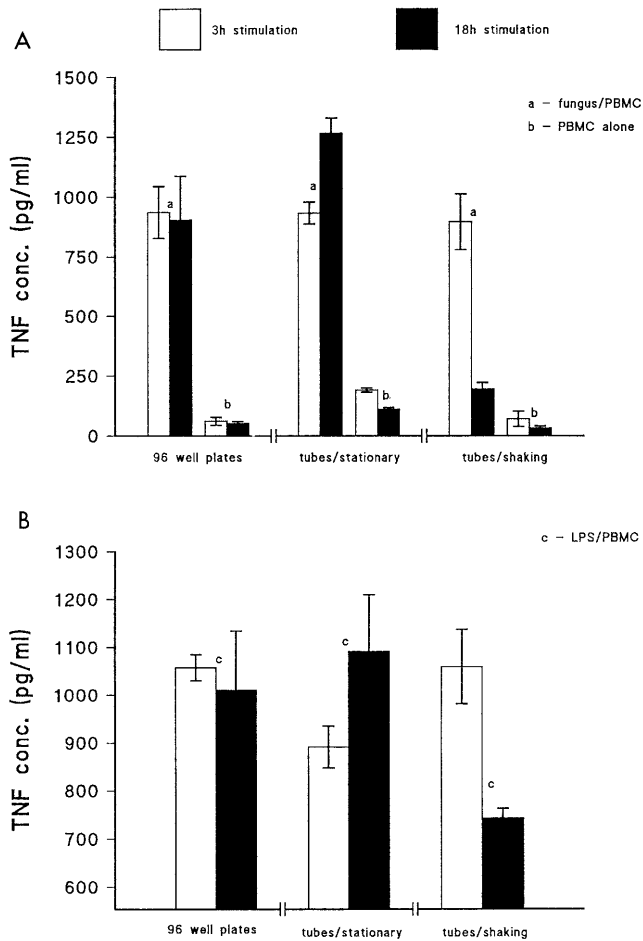 A
3h stimulation
18h stimulation
a – fungus/PBMC
b – PBMC alone
TNF conc. (pg/ml)
1500
1250
1000
750
500
250
0
a
b
a
b
a
b
96 well plates
tubes/stationary
tubes/shaking
B
c – LPS/PBMC
TNF conc. (pg/ml)
1300
1200
1100
1000
900
800
700
600
c
c
c
96 well plates
tubes/stationary
tubes/shaking